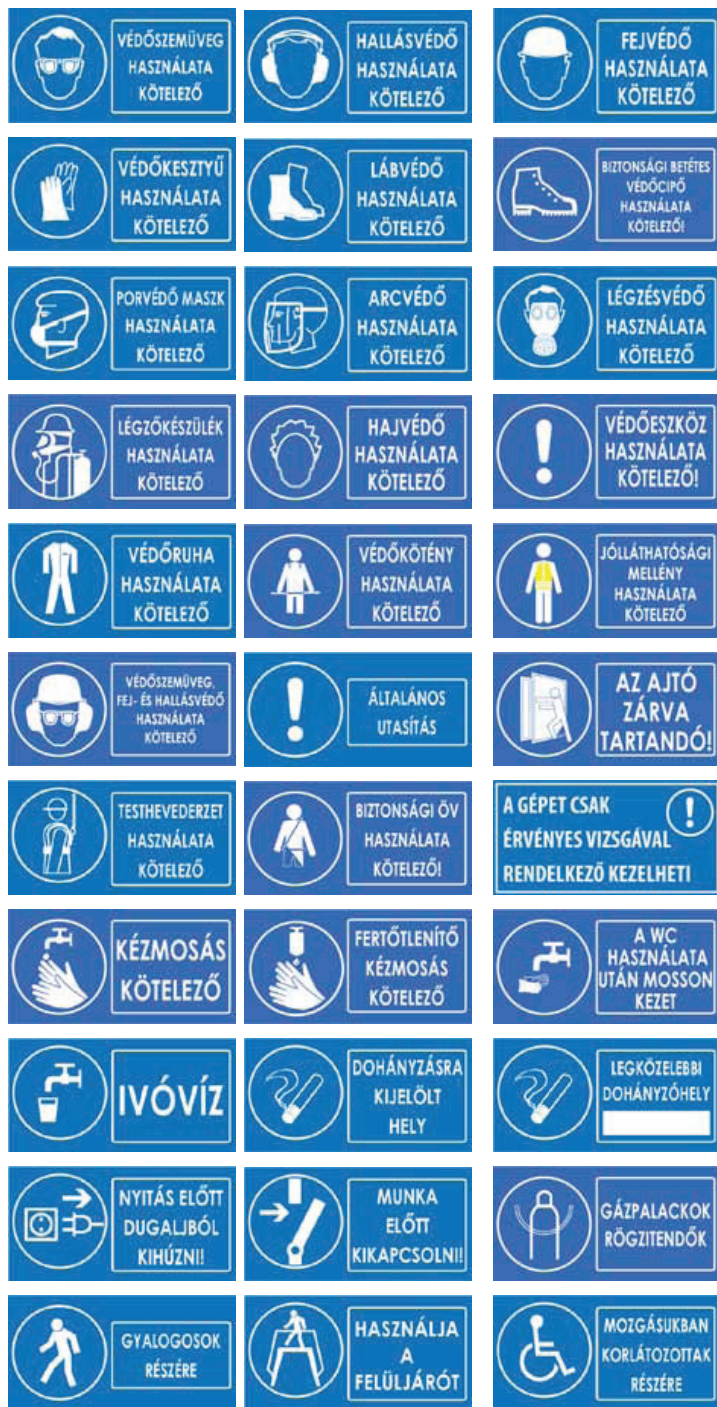 VÉDŐSZEMÜVEG
HASZNÁLATA
KÖTELEZŐ
HALLÁSVÉDŐ
HASZNÁLATA
KÖTELEZŐ
FEJVÉDŐ
HASZNÁLATA
KÖTELEZŐ
VÉDŐKESZTYŰ
HASZNÁLATA
KÖTELEZŐ
LÁBVÉDŐ
HASZNÁLATA
KÖTELEZŐ
BIZTONSÁGI BETÉTES
VÉDŐCIPŐ
HASZNÁLATA
KÖTELEZŐ!
PORVÉDŐ MASZK
HASZNÁLATA
KÖTELEZŐ
ARCVÉDŐ
HASZNÁLATA
KÖTELEZŐ
LÉGZÉSVÉDŐ
HASZNÁLATA
KÖTELEZŐ
LÉGZŐKÉSZÜLÉK
HASZNÁLATA
KÖTELEZŐ
HAJVÉDŐ
HASZNÁLATA
KÖTELEZŐ
VÉDŐESZKÖZ
HASZNÁLATA
KÖTELEZŐ!
VÉDŐRUHA
HASZNÁLATA
KÖTELEZŐ
VÉDŐKÖTÉNY
HASZNÁLATA
KÖTELEZŐ
JÓLLÁTHATÓSÁGI
MELLÉNY
HASZNÁLATA
KÖTELEZŐ
VÉDŐSZEMÜVEG,
FEJ- ÉS HALLÁSVÉDŐ
HASZNÁLATA
KÖTELEZŐ
ÁLTALÁNOS
UTASÍTÁS
AZ AJTÓ
ZÁRVA
TARTANDÓ!
TESTHEVEDERZET
HASZNÁLATA
KÖTELEZŐ
BIZTONSÁGI ÖV
HASZNÁLATA
KÖTELEZŐ!
A GÉPET CSAK
ÉRVÉNYES VIZSGÁVAL
RENDELKEZŐ KEZELHETI
KÉZMOSÁS
KÖTELEZŐ
FERTŐTLENÍTŐ
KÉZMOSÁS
KÖTELEZŐ
A WC
HASZNÁLATA
UTÁN MOSSON
KEZET
IVÓVÍZ
DOHÁNYZÁSRA
KIJELÖLT
HELY
LEGKÖZELEBBI
DOHÁNYZÓHELY
NYITÁS ELŐTT
DUGALJBÓL
KIHÚZNI!
MUNKA
ELŐTT
KIKAPCSOLNI!
GÁZPALACKOK
RÖGZITENDŐK
GYALOGOSOK
RÉSZÉRE
HASZNÁLJA
A
FELÜLJÁRÓT
MOZGÁSUKBAN
KORLÁTOZOTTAK
RÉSZÉRE